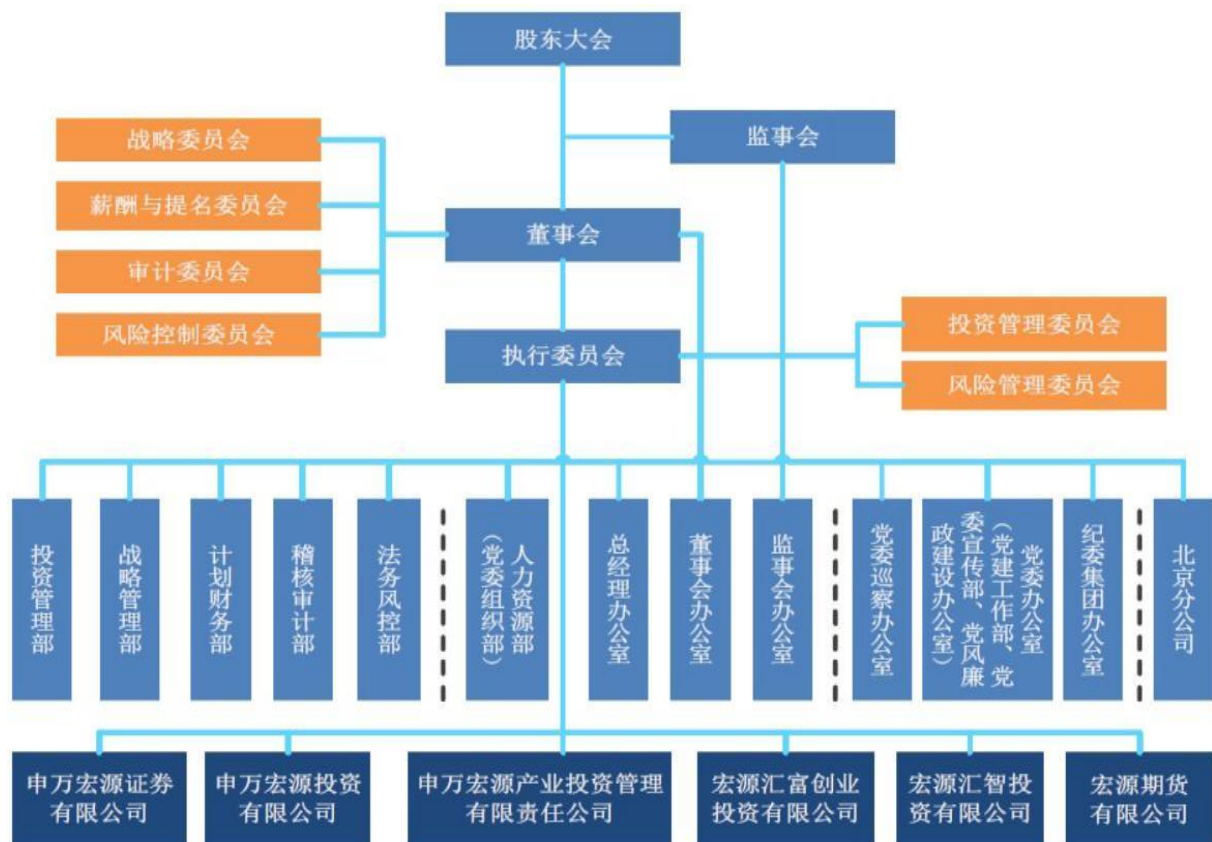 股东大会
监事会
战略委员会
薪酬与提名委员会
董事会
审计委员会
风险控制委员会
执行委员会
投资管理委员会
风险管理委员会
投资管理部
战略管理部
计划财务部
稽核审计部
法务风控部
人力资源部
（党委组织部）
总经理办公室
董事会办公室
监事会办公室
党委巡察办公室
党委办公室
（党建工作部、党
委宣传部、党风廉
政建设办公室）
纪委集团办公室
北京分公司
申万宏源证券
有限公司
申万宏源投资
有限公司
申万宏源产业投资管理
有限责任公司
宏源汇富创业
投资有限公司
宏源汇智投
资有限公司
宏源期货
有限公司